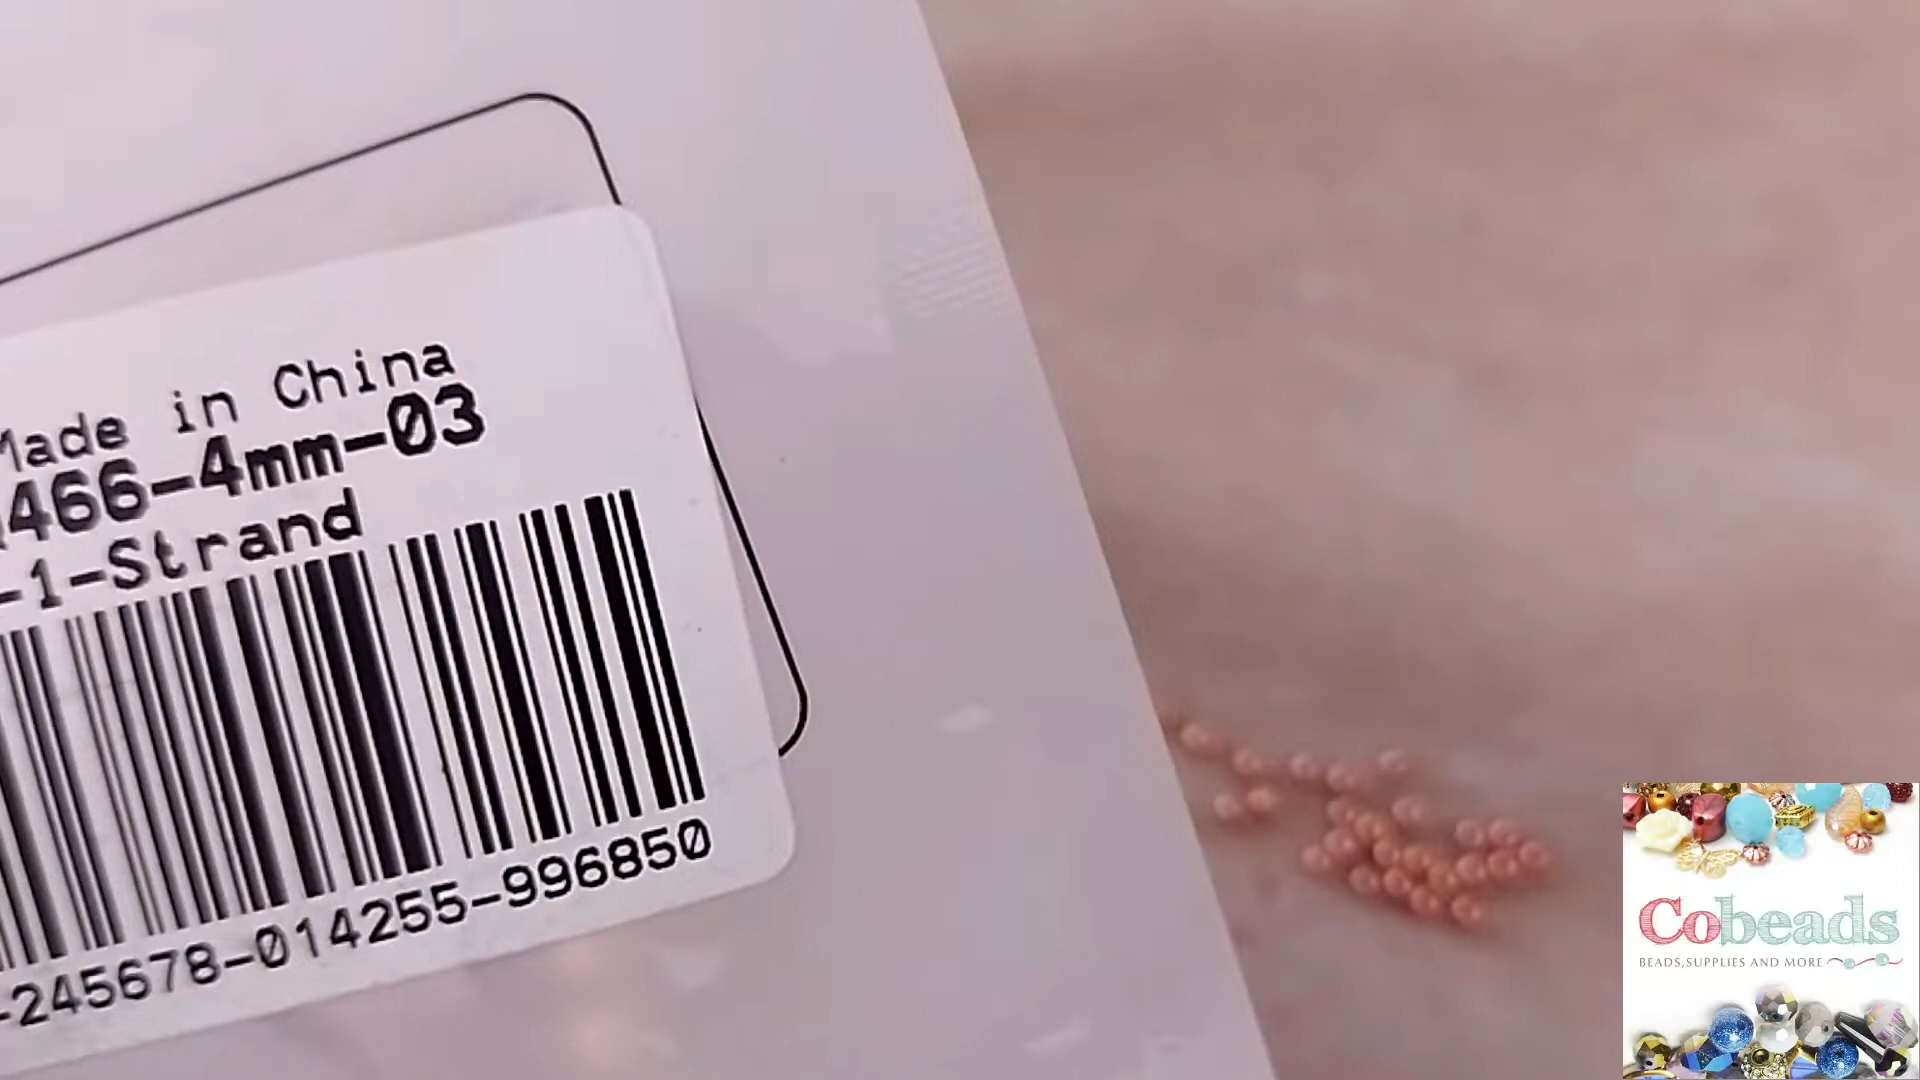 Made in China
466-4mm-03
-1-Strand
-245678-014255-996850
Cobeads
BEADS,SUPPLIES AND MORE